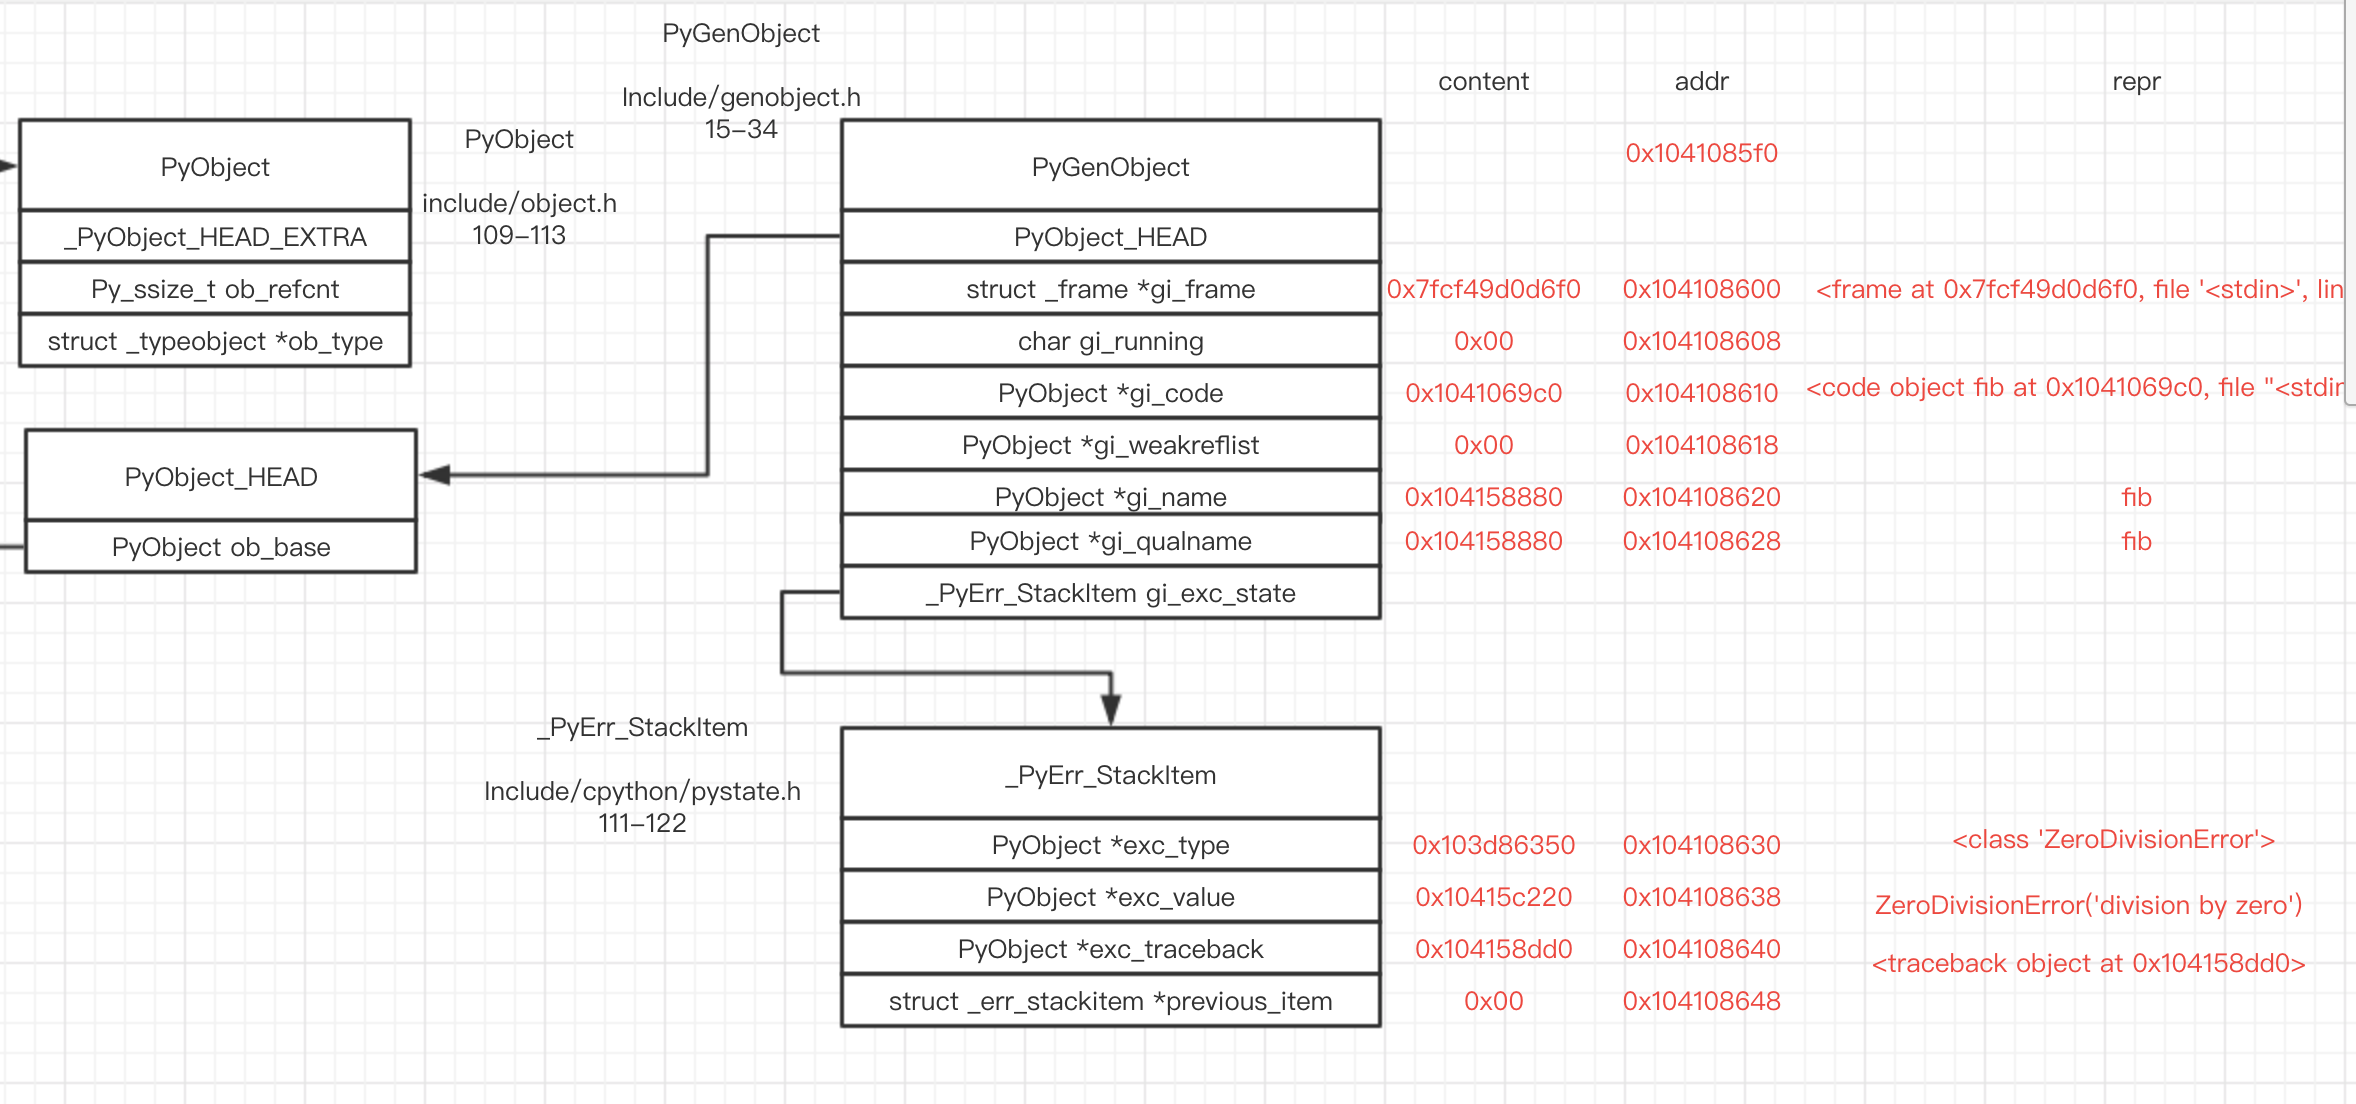 PyGenObject
Include/genobject.h
15-34
content
addr
repr
PyObject
include/object.h
109-113
PyObject
_PyObject_HEAD_EXTRA
Py_ssize_t ob_refcnt
struct _typeobject *ob_type
PyObject_HEAD
PyObject ob_base
PyGenObject
0x1041085f0
PyObject_HEAD
struct _frame *gi_frame
0x7fcf49d0d6f0
0x104108600
<frame at 0x7fcf49d0d6f0, file '<stdin>', lin
char gi_running
0x00
0x104108608
PyObject *gi_code
0x1041069c0
0x104108610
<code object fib at 0x1041069c0, file "<stdin
PyObject *gi_weakreflist
0x00
0x104108618
PyObject *gi_name
0x104158880
0x104108620
fib
PyObject *gi_qualname
0x104158880
0x104108628
fib
_PyErr_StackItem gi_exc_state
_PyErr_StackItem
Include/cpython/pystate.h
111-122
_PyErr_StackItem
PyObject *exc_type
0x103d86350
0x104108630
<class 'ZeroDivisionError'>
PyObject *exc_value
0x10415c220
0x104108638
ZeroDivisionError('division by zero')
PyObject *exc_traceback
0x104158dd0
0x104108640
<traceback object at 0x104158dd0>
struct _err_stackitem *previous_item
0x00
0x104108648